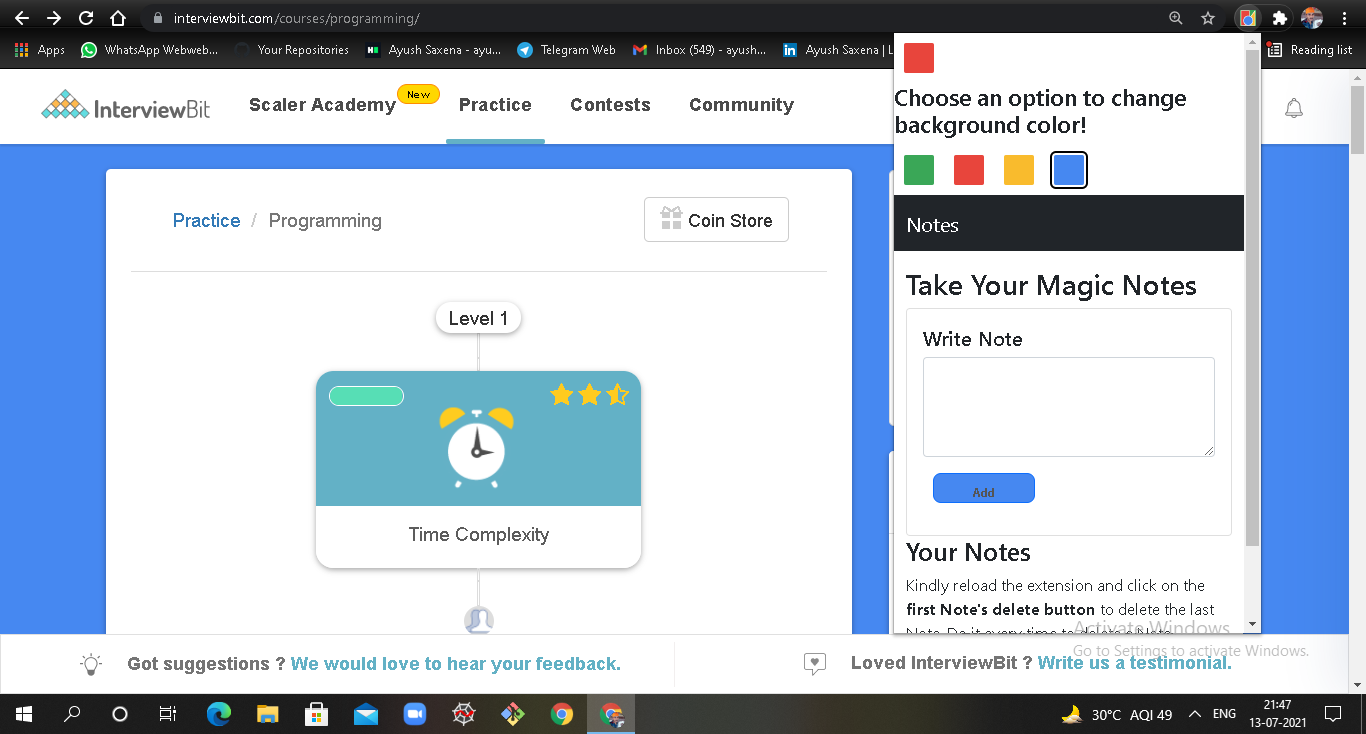 interviewbit.com/courses/programming/
Apps
WhatsApp Webweb...
Your Repositories
Ayush Saxena - ayu...
Telegram Web
Inbox (549) - ayush...
Ayush Saxena | L
Reading list
InterviewBit
Scaler Academy
New
Practice
Contests
Community
Practice / Programming
Coin Store
Level 1
Time Complexity
Choose an option to change
background color!
Notes
Take Your Magic Notes
Write Note
Add
Your Notes
Kindly reload the extension and click on the
first Note's delete button to delete the last
Note. Do it every time to delete a Note.
Activate Windows
Go to Settings to activate Windows.
Got suggestions ? We would love to hear your feedback.
Loved InterviewBit ? Write us a testimonial.
30°C AQI 49
ENG
21:47
13-07-2021